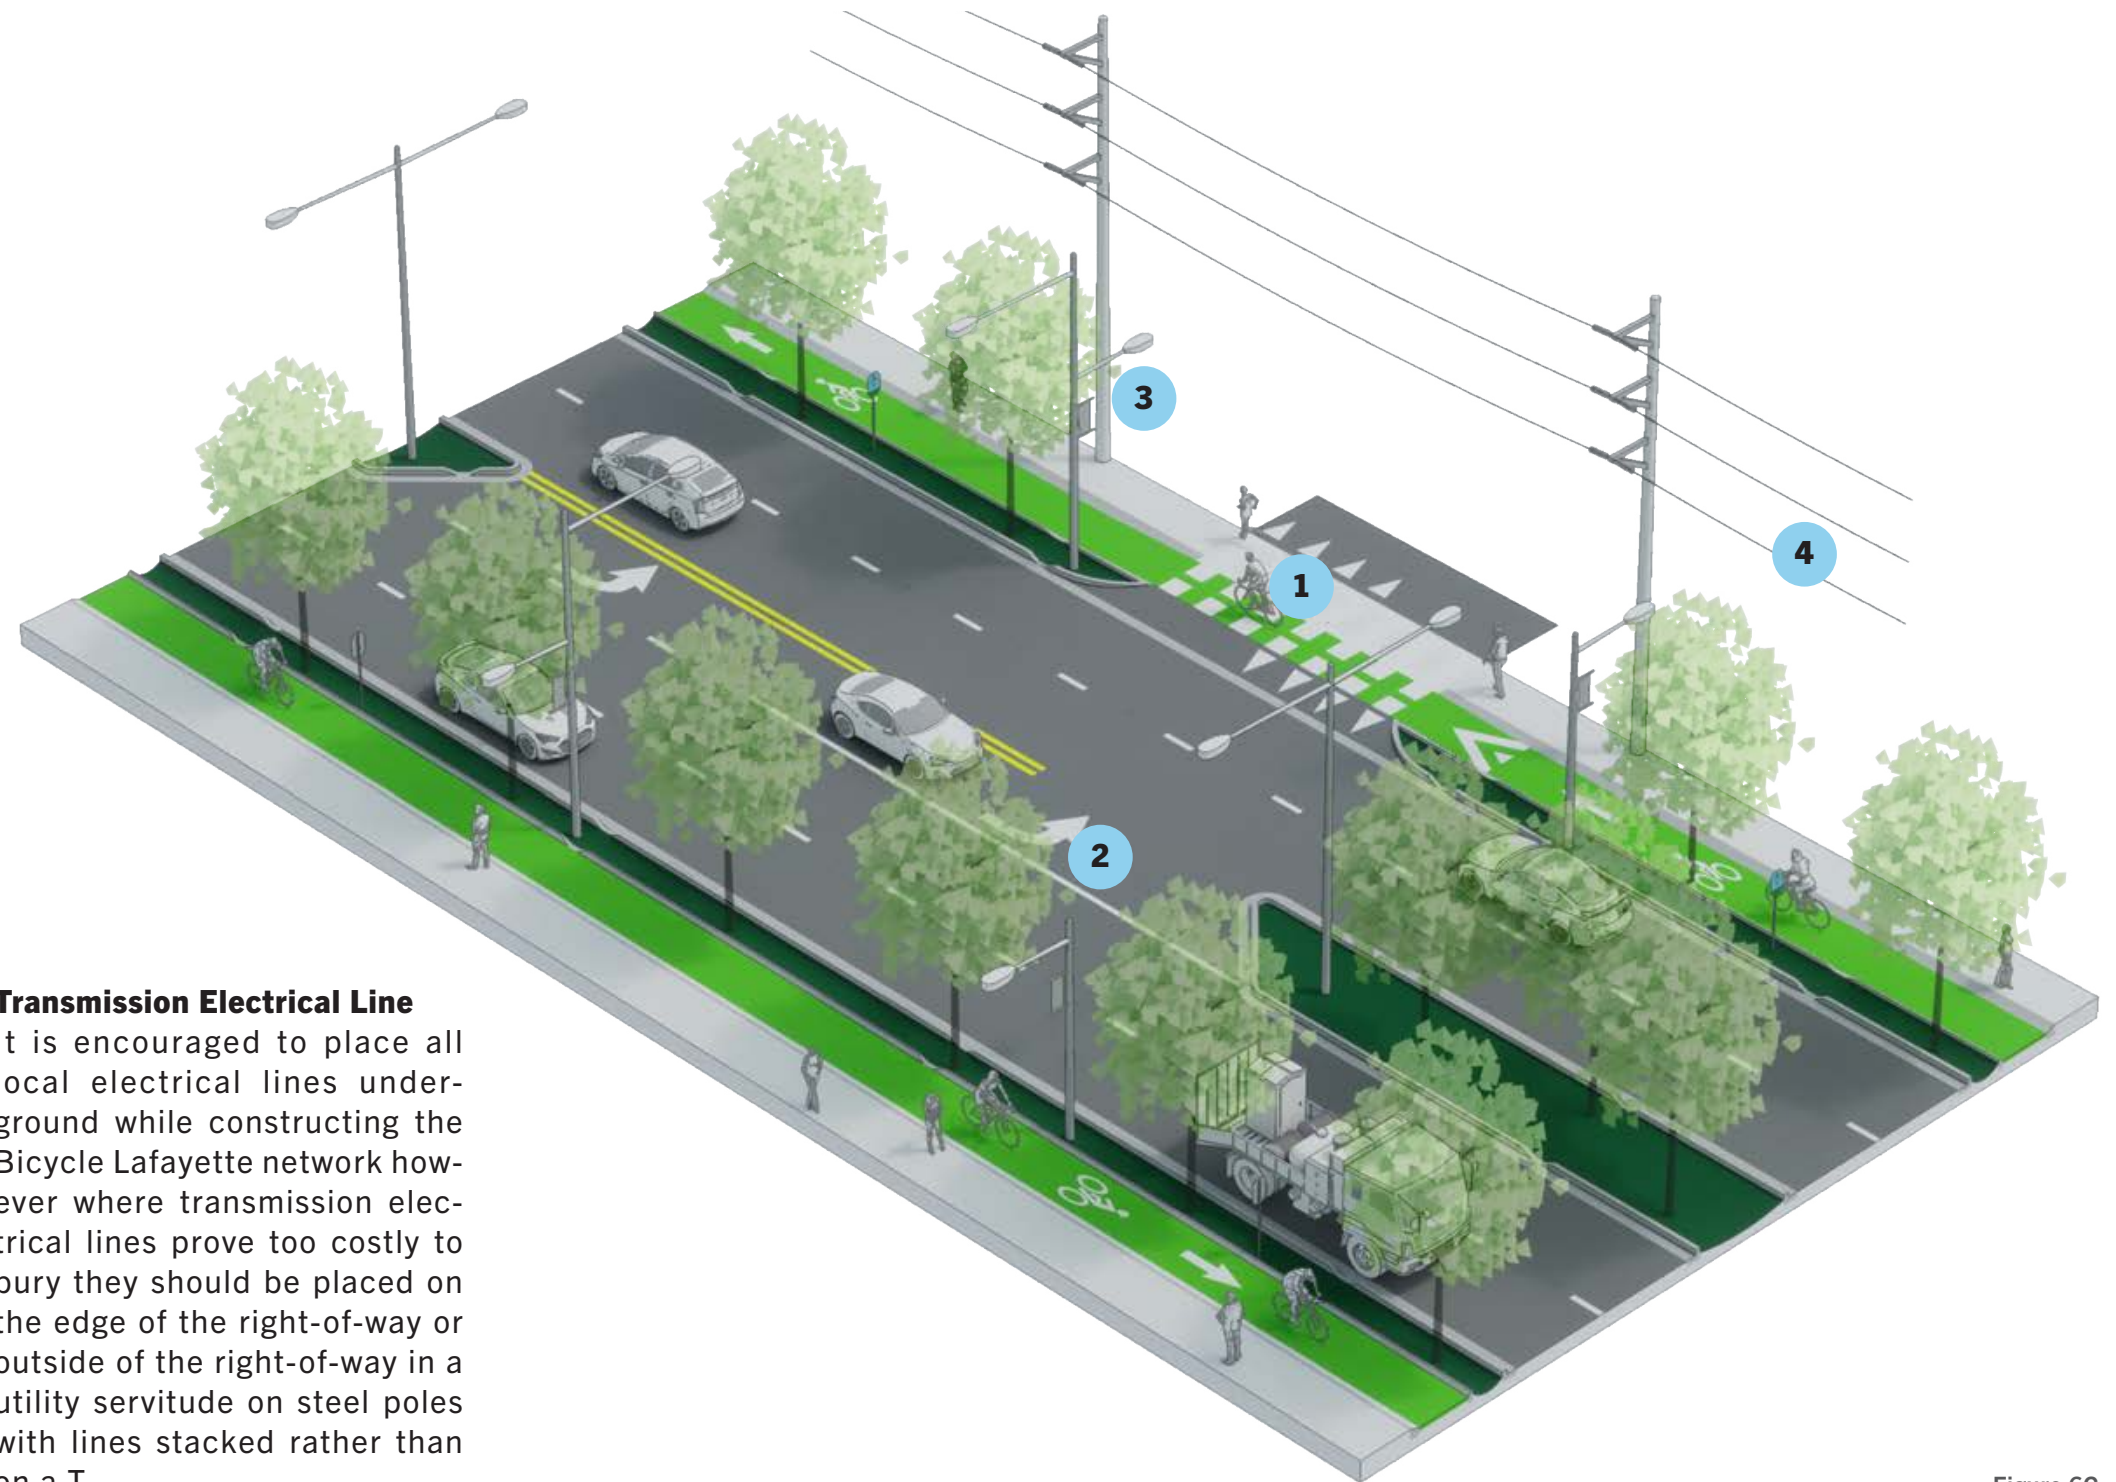 3
4
1
2
Transmission Electrical Line
t is encouraged to place all
ocal electrical lines under-
ground while constructing the
Bicycle Lafayette network how-
ever where transmission elec-
trical lines prove too costly to
bury they should be placed on
the edge of the right-of-way or
outside of the right-of-way in a
utility servitude on steel poles
with lines stacked rather than
on a T
Figure 69